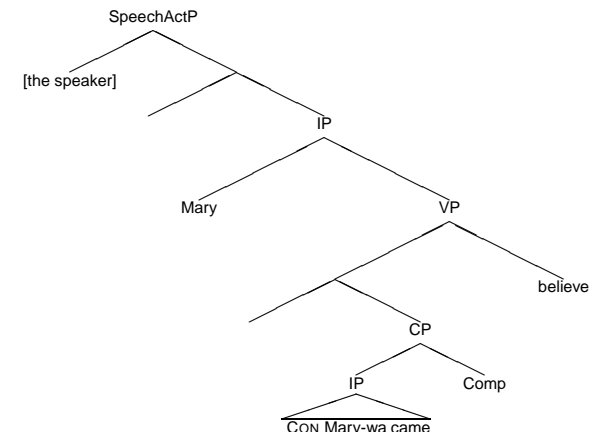 SpeechActP
[the speaker]
IP
Mary
VP
believe
CP
IP
Comp
CON Mary-wa came